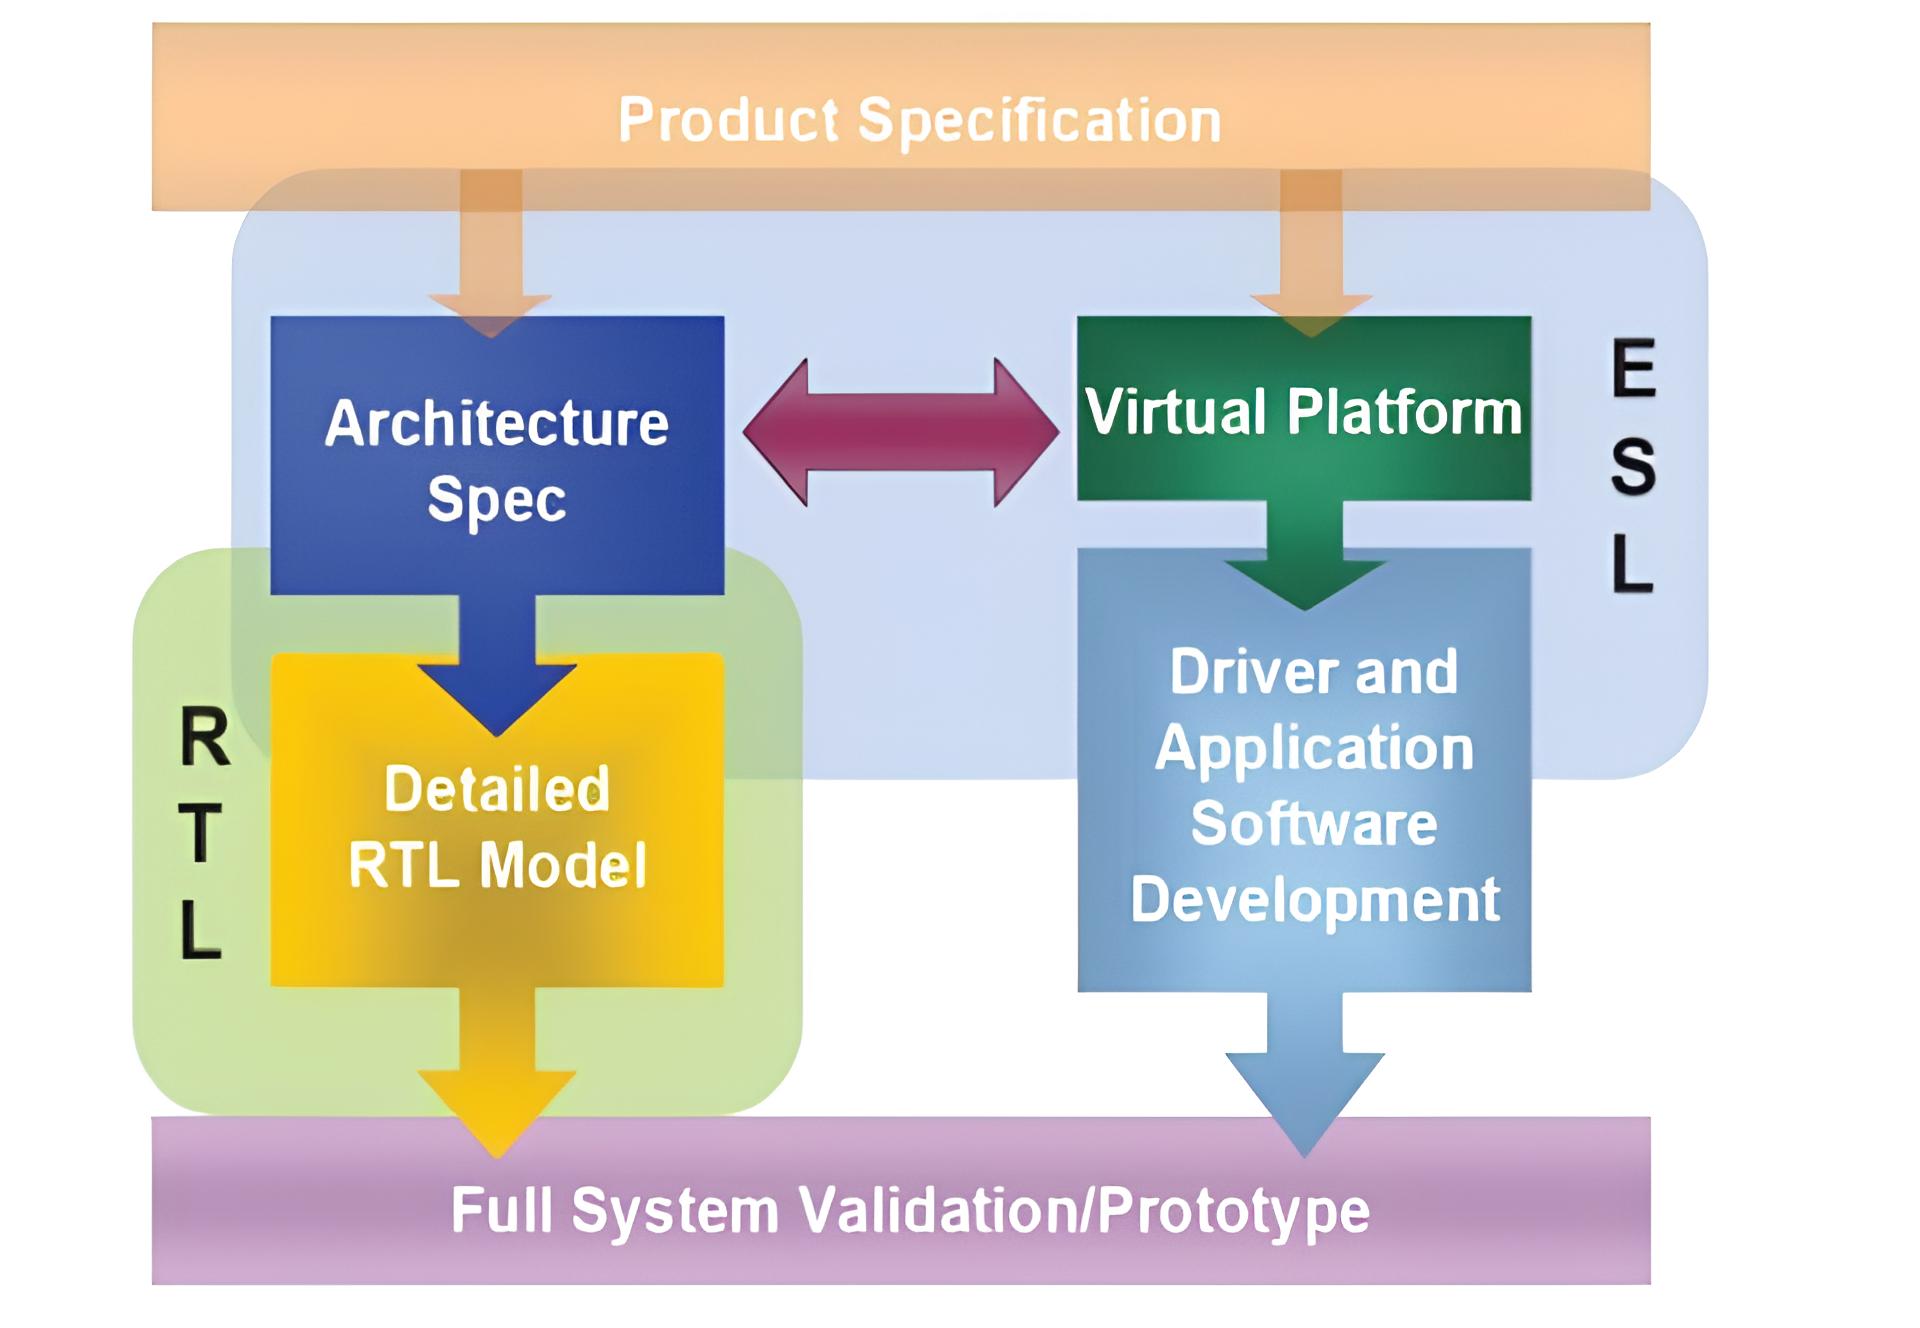 Product Specification
Architecture
Spec
Virtual Platform
E
S
L
Detailed
RTL Model
R
T
L
Driver and
Application
Software
Development
Full System Validation/Prototype